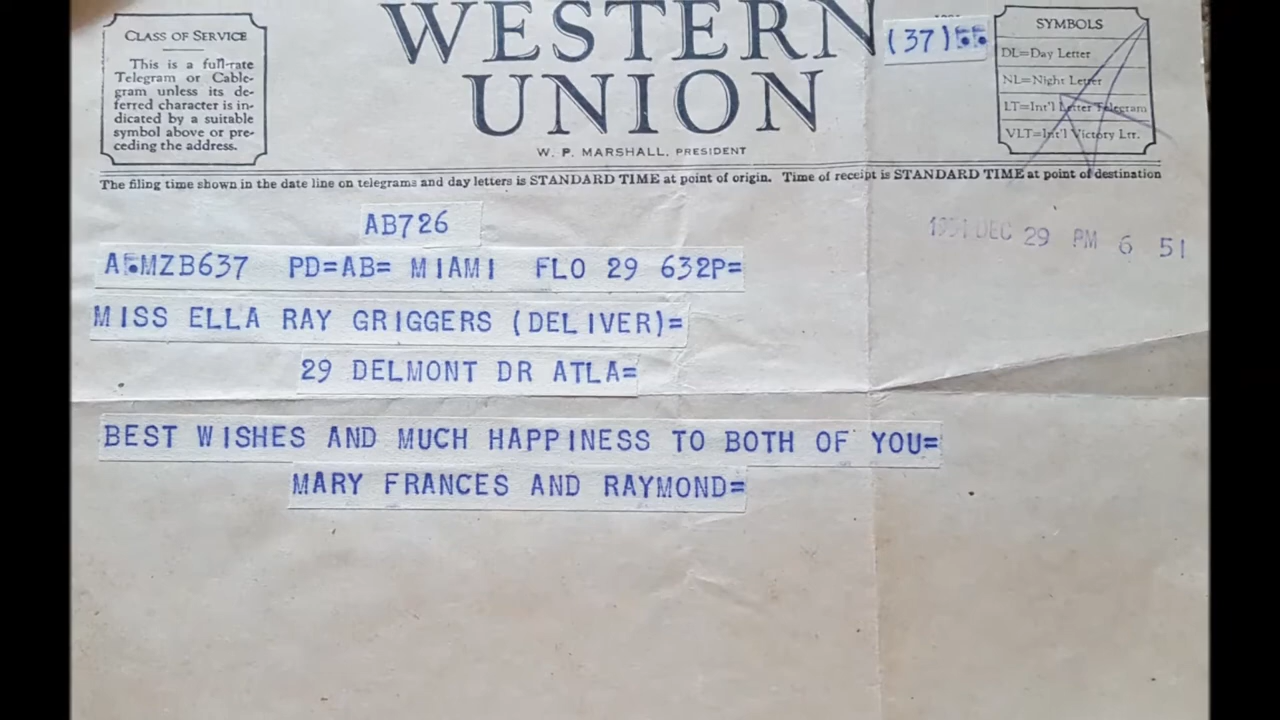 CLASS OF SERVICE
This is a full-rate
Telegram or Cable-
gram unless its de-
ferred character is in-
dicated by a suitable
symbol above or pre-
ceding the address.
WESTERN
UNION
W. P. MARSHALL, PRESIDENT
(37)
SYMBOLS
DL=Day Letter
NL=Night Letter
LT=Int'l Letter Telegram
VLT=Int'l Victory Ltr.
The filing time shown in the date line on telegrams and day letters is STANDARD TIME at point of origin. Time of receipt is STANDARD TIME at point of destination
AB726
1951 DEC 29 PM 6 51
MZB637 PD=AB= MIAMI FLO 29 632P=
MISS ELLA RAY GRIGGERS (DELIVER)=
29 DELMONT DR ATLA=
BEST WISHES AND MUCH HAPPINESS TO BOTH OF YOU=
MARY FRANCES AND RAYMOND=